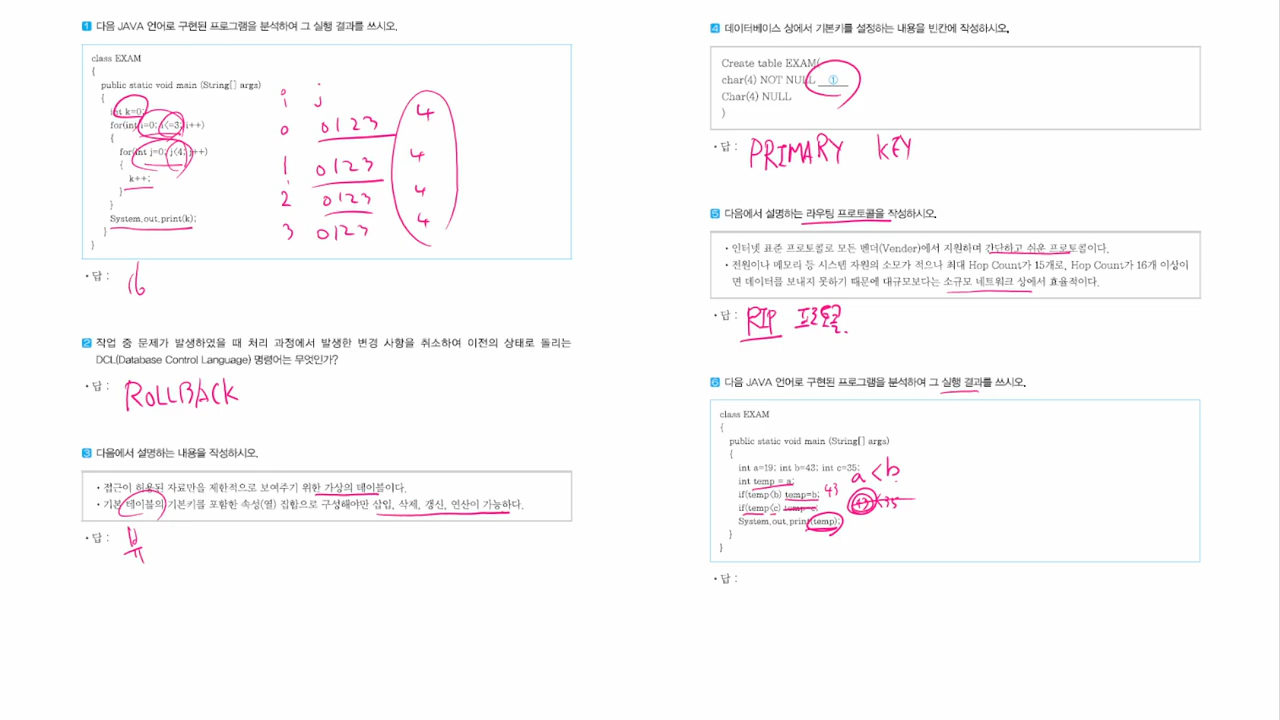 1 다음 JAVA 언어로 구현된 프로그램을 분석하여 그 실행 결과를 쓰시오.
class EXAM
{
public static void main (String[] args)
{
int k=0;
for(int i=0; i<=3; i++)
{
for(int j=0; j<4; j++)
{
k++;
}
}
System.out.print(k);
}
}
i j
0 0123 4
1 0123 4
2 0123 4
3 0123 4
• 답 : 16
2 작업 중 문제가 발생하였을 때 처리 과정에서 발생한 변경 사항을 취소하여 이전의 상태로 돌리는
DCL(Database Control Language) 명령어는 무엇인가?
• 답 : ROLLBACK
3 다음에서 설명하는 내용을 작성하시오.
• 접근이 허용된 자료만을 제한적으로 보여주기 위한 가상의 테이블이다.
• 기본 테이블의 기본키를 포함한 속성(열) 집합으로 구성해야만 삽입, 삭제, 갱신, 연산이 가능하다.
• 답 : 뷰
4 데이터베이스 상에서 기본키를 설정하는 내용을 빈칸에 작성하시오.
Create table EXAM(
char(4) NOT NULL ①
Char(4) NULL
)
• 답 : PRIMARY KEY
5 다음에서 설명하는 라우팅 프로토콜을 작성하시오.
• 인터넷 표준 프로토콜로 모든 벤더(Vender)에서 지원하며 간단하고 쉬운 프로토콜이다.
• 전원이나 메모리 등 시스템 자원의 소모가 적으나 최대 Hop Count가 15개로, Hop Count가 16개 이상이
면 데이터를 보내지 못하기 때문에 대규모보다는 소규모 네트워크 상에서 효율적이다.
• 답 : RIP 프로토콜.
6 다음 JAVA 언어로 구현된 프로그램을 분석하여 그 실행 결과를 쓰시오.
class EXAM
{
public static void main (String[] args)
{
int a=19; int b=43; int c=35;
int temp = a; a<b
if(temp<b) temp=b; 43
if(temp<c) temp=c; 43<35
System.out.print(temp);
}
}
• 답 :